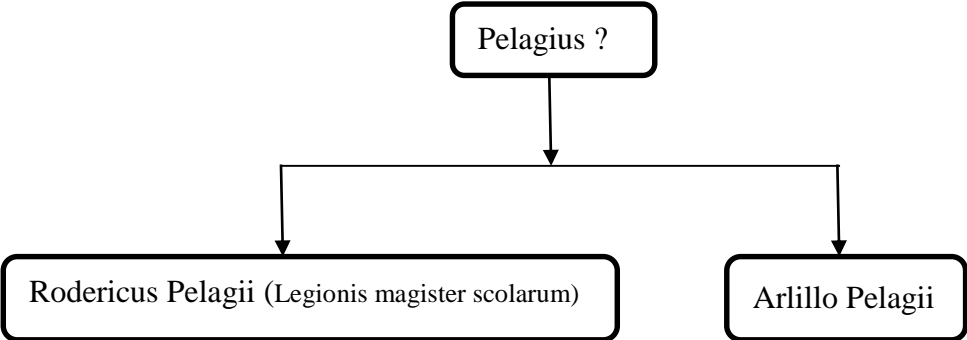 Pelagius ?
Rodericus Pelagii (Legionis magister scolarum)
Arlillo Pelagii